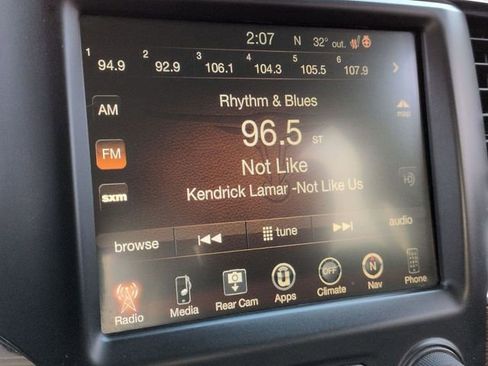 2:07 N 32° out.
1 94.9 2 92.9 3 106.1 4 104.3 5 105.5 6 107.9
AM
Rhythm & Blues
map
96.5 ST
FM
Not Like
HD
sxm
Kendrick Lamar -Not Like Us
browse tune audio
Radio Media Rear Cam Apps OFF Climate N Nav Phone